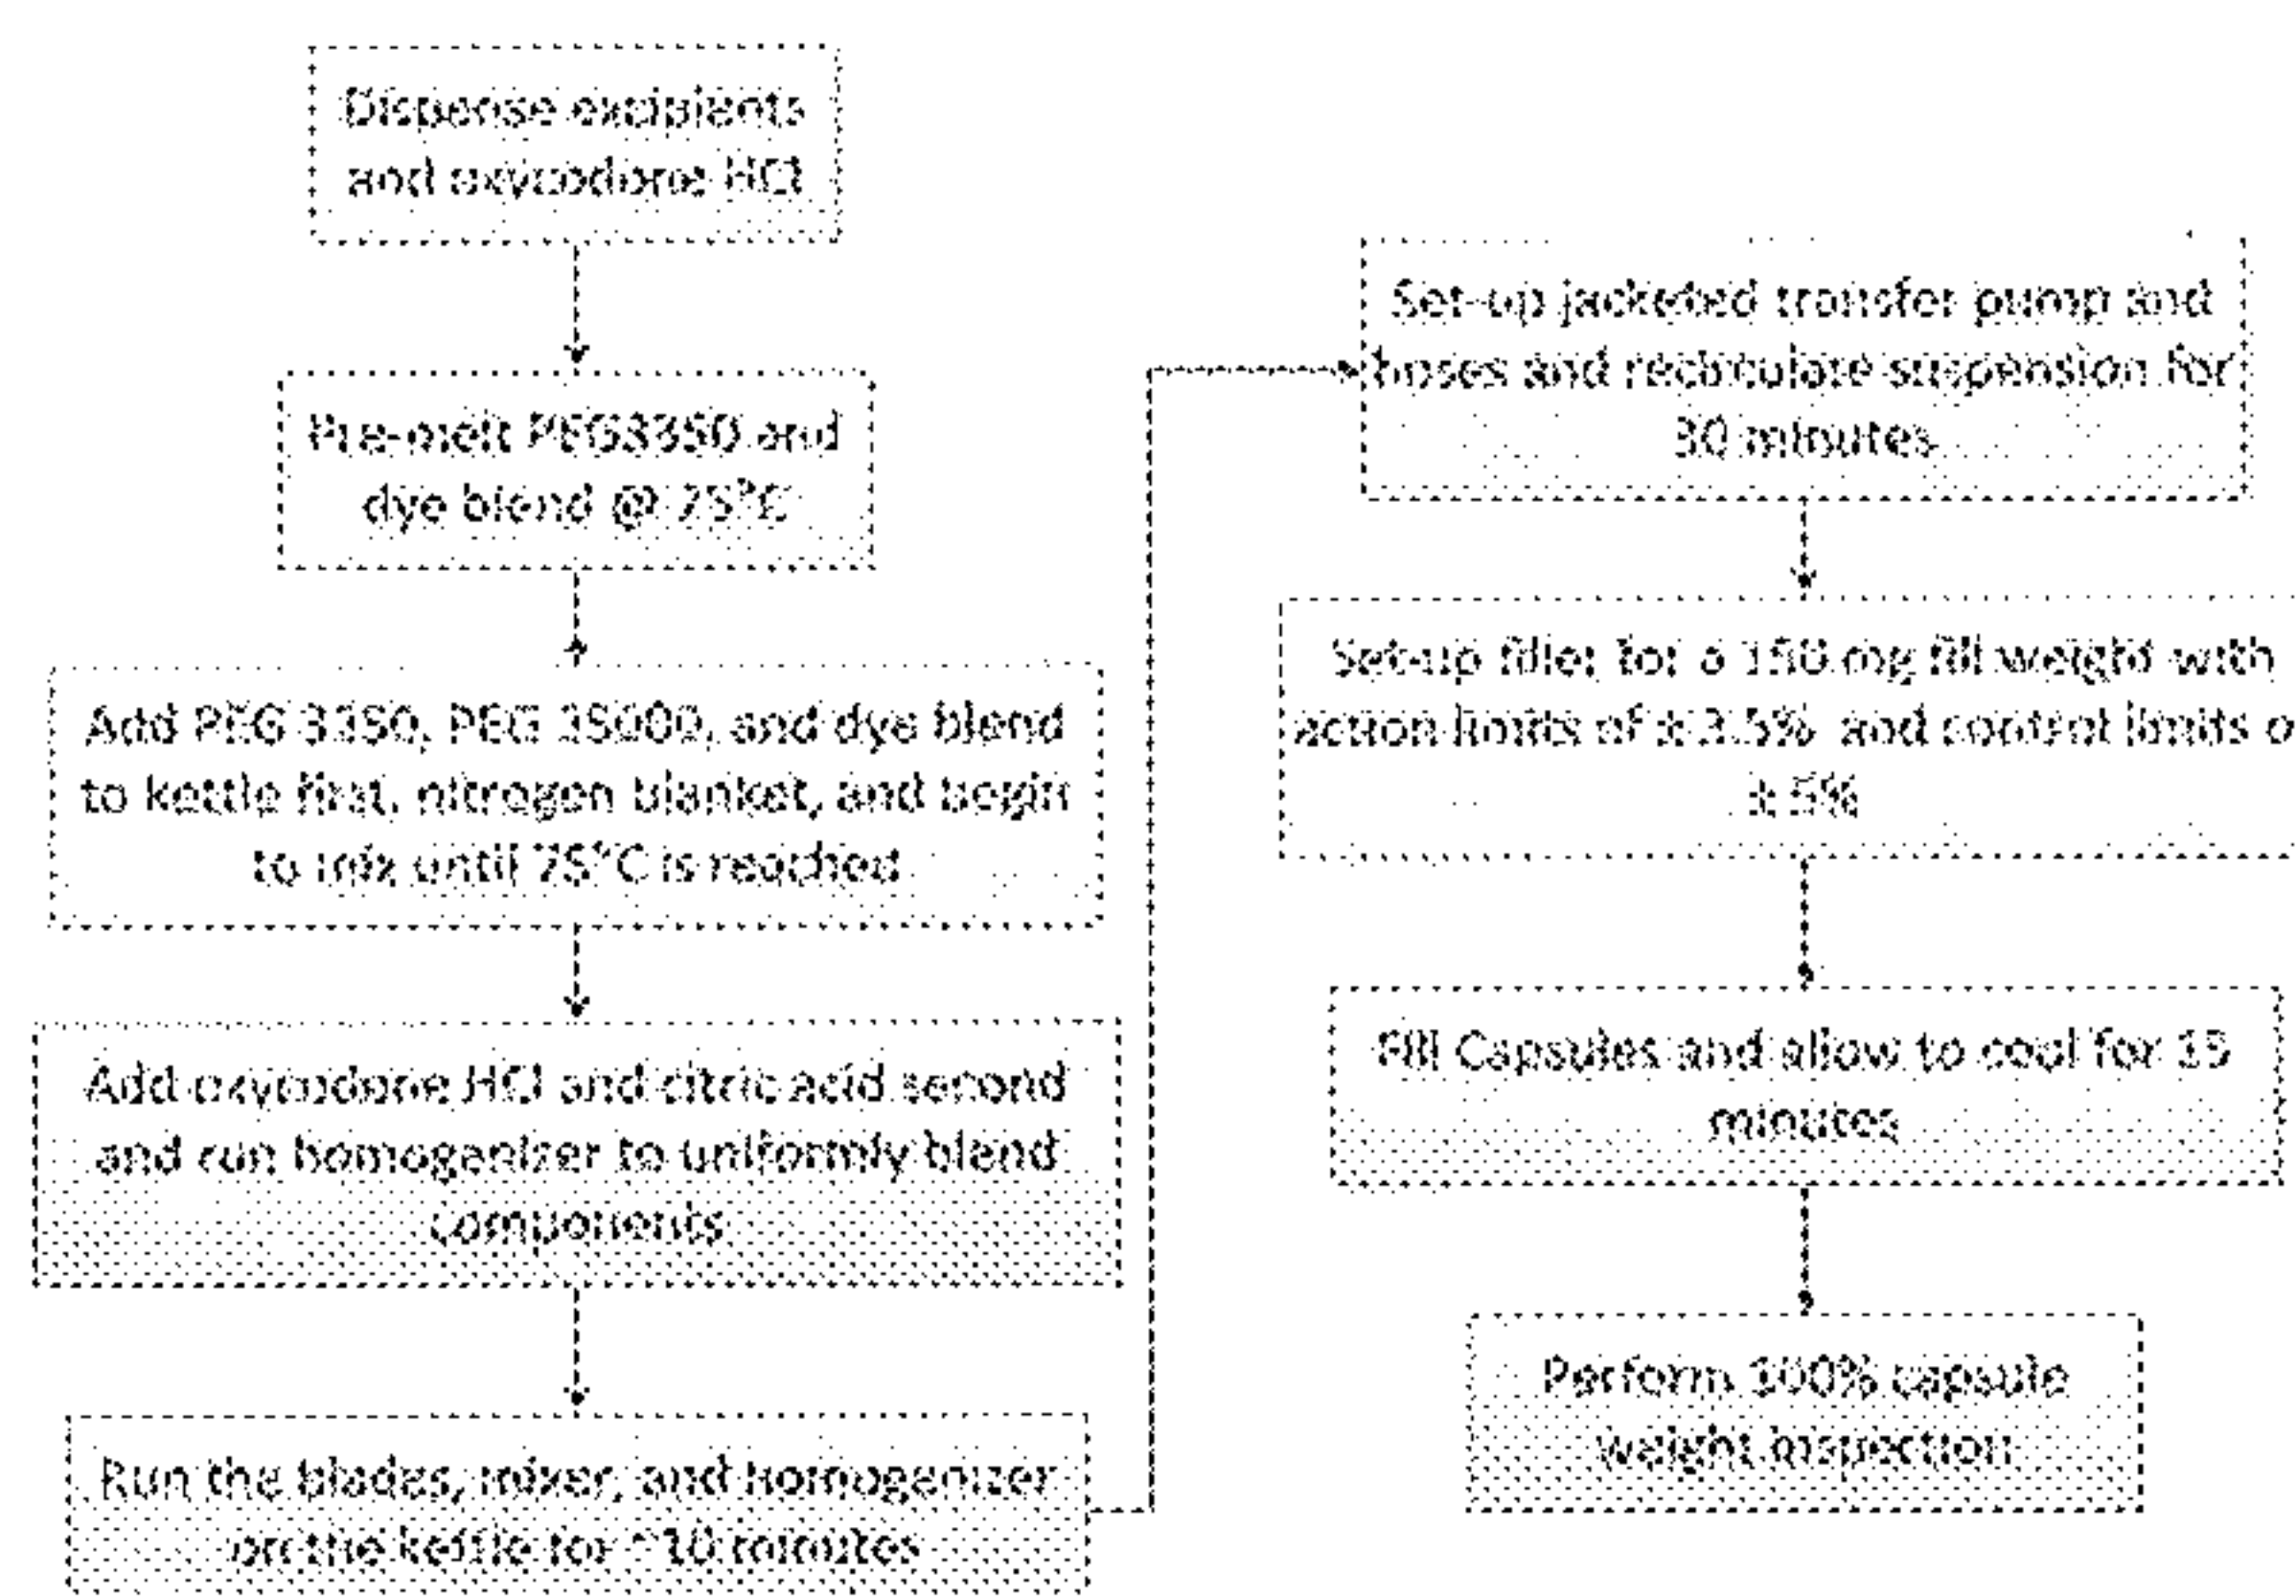 Dispense excipients
and oxycodone HCl
Pre-melt PEG3350 and
dye blend @ 75°C
Add PEG 3350, PEG 35000, and dye blend
to kettle first, nitrogen blanket, and begin
to mix until 75°C is reached
Add oxycodone HCl and citric acid second
and run homogenizer to uniformly blend
components
Run the blades, mixer, and homogenizer
on the kettle for ~10 minutes
Set-up jacketed transfer pump and
hoses and recirculate suspension for
30 minutes
Set-up filler for a 150 mg fill weight with
action limits of ± 3.5% and control limits o
± 5%
Fill Capsules and allow to cool for 15
minutes
Perform 100% capsule
weight inspection